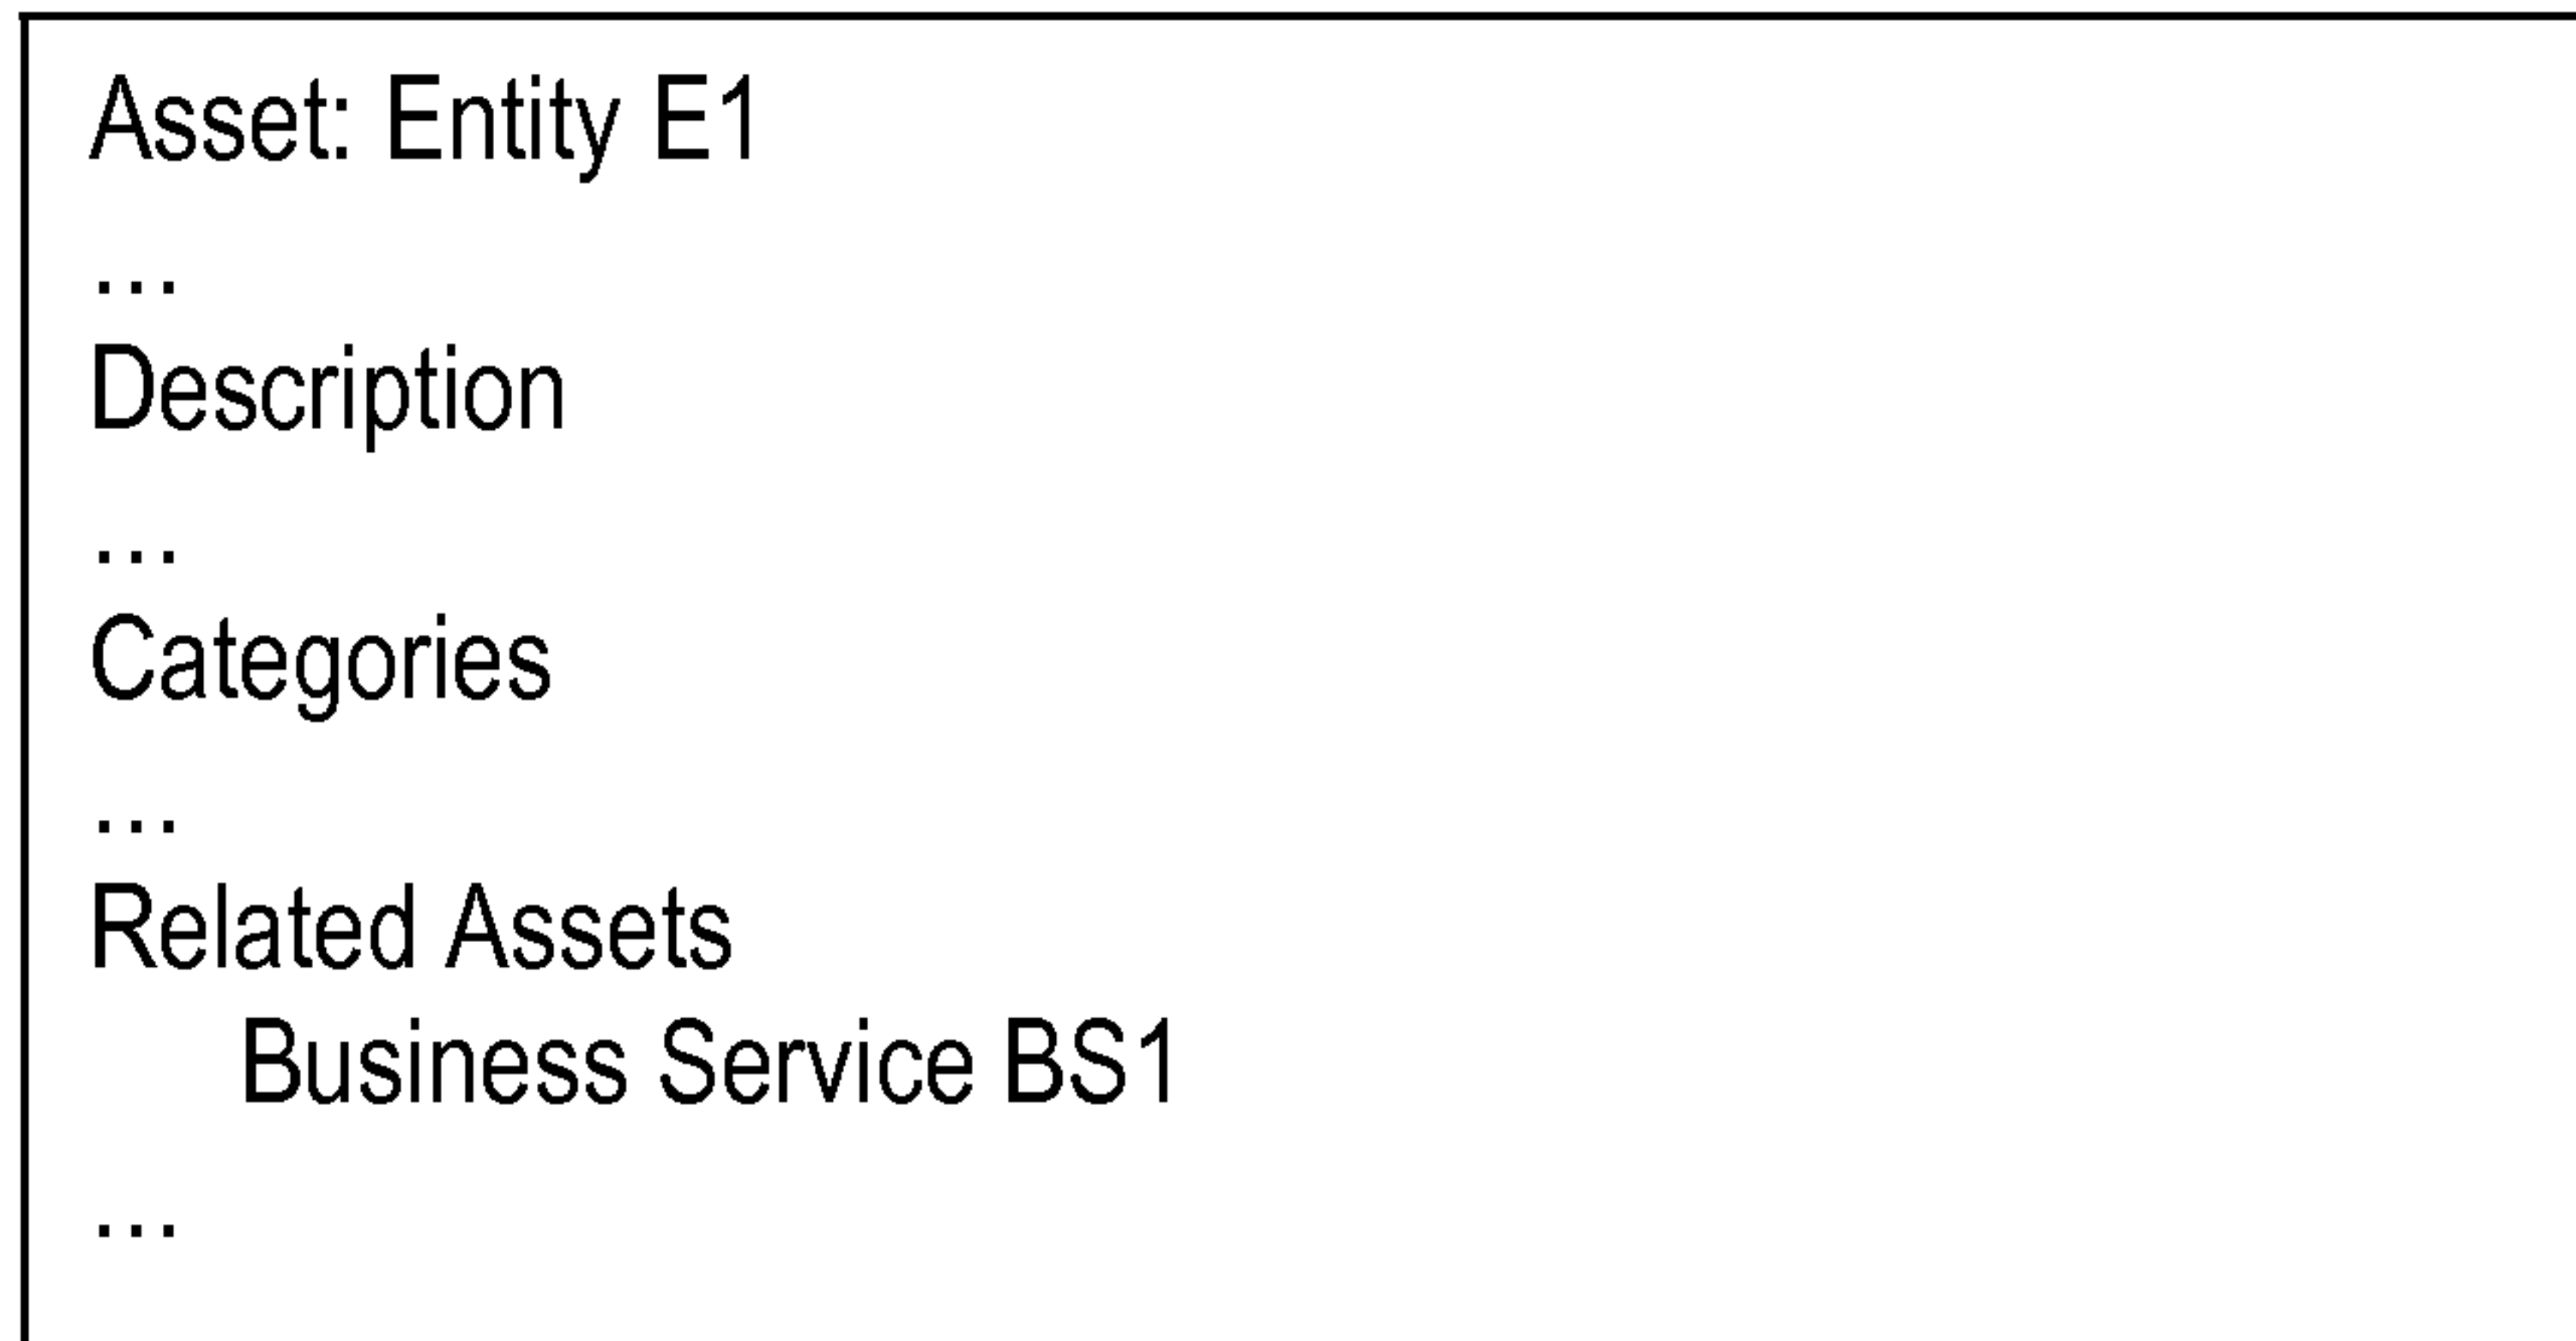 Asset: Entity E1
...
Description
...
Categories
...
Related Assets
Business Service BS1
...